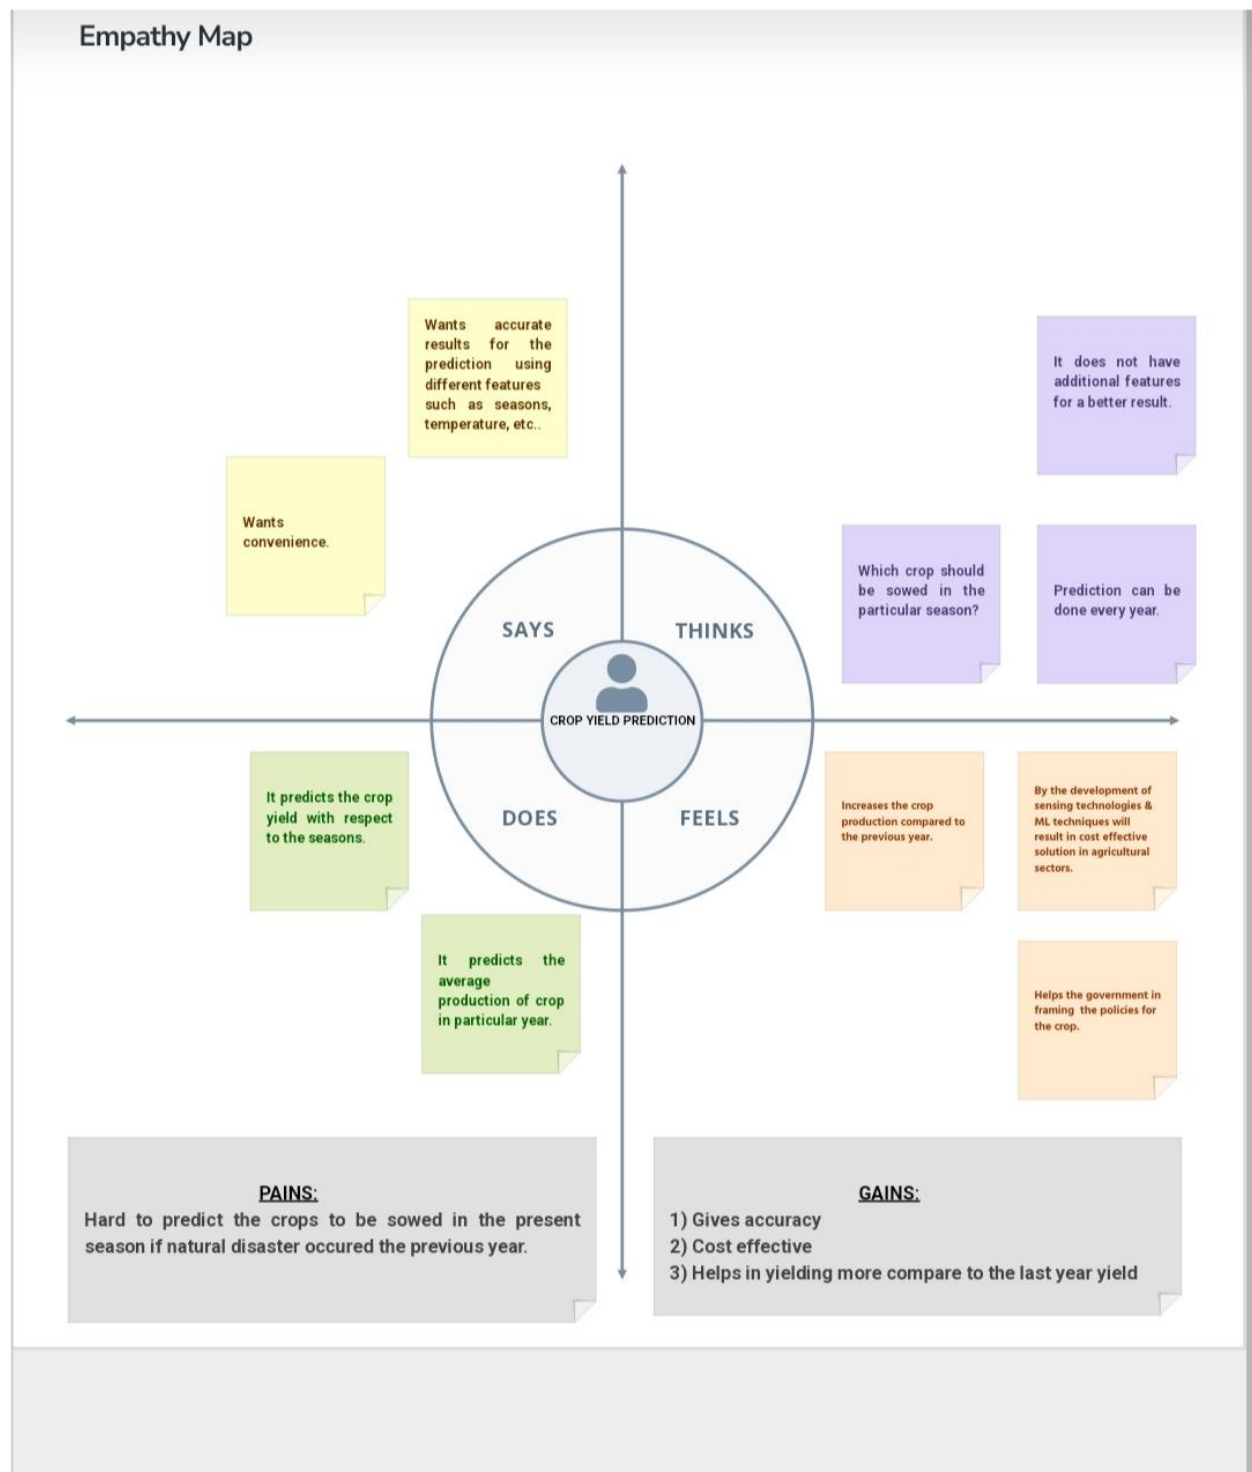 Empathy Map
Wants accurate
results for the
prediction using
different features
such as seasons,
temperature, etc..
Wants
convenience.
It does not have
additional features
for a better result.
Which crop should
be sowed in the
particular season?
Prediction can be
done every year.
SAYS
THINKS
CROP YIELD PREDICTION
DOES
FEELS
It predicts the crop
yield with respect
to the seasons.
It predicts the
average
production of crop
in particular year.
Increases the crop
production compared to
the previous year.
By the development of
sensing technologies &
ML techniques will
result in cost effective
solution in agricultural
sectors.
Helps the government in
framing the policies for
the crop.
PAINS:
Hard to predict the crops to be sowed in the present
season if natural disaster occured the previous year.
GAINS:
1) Gives accuracy
2) Cost effective
3) Helps in yielding more compare to the last year yield